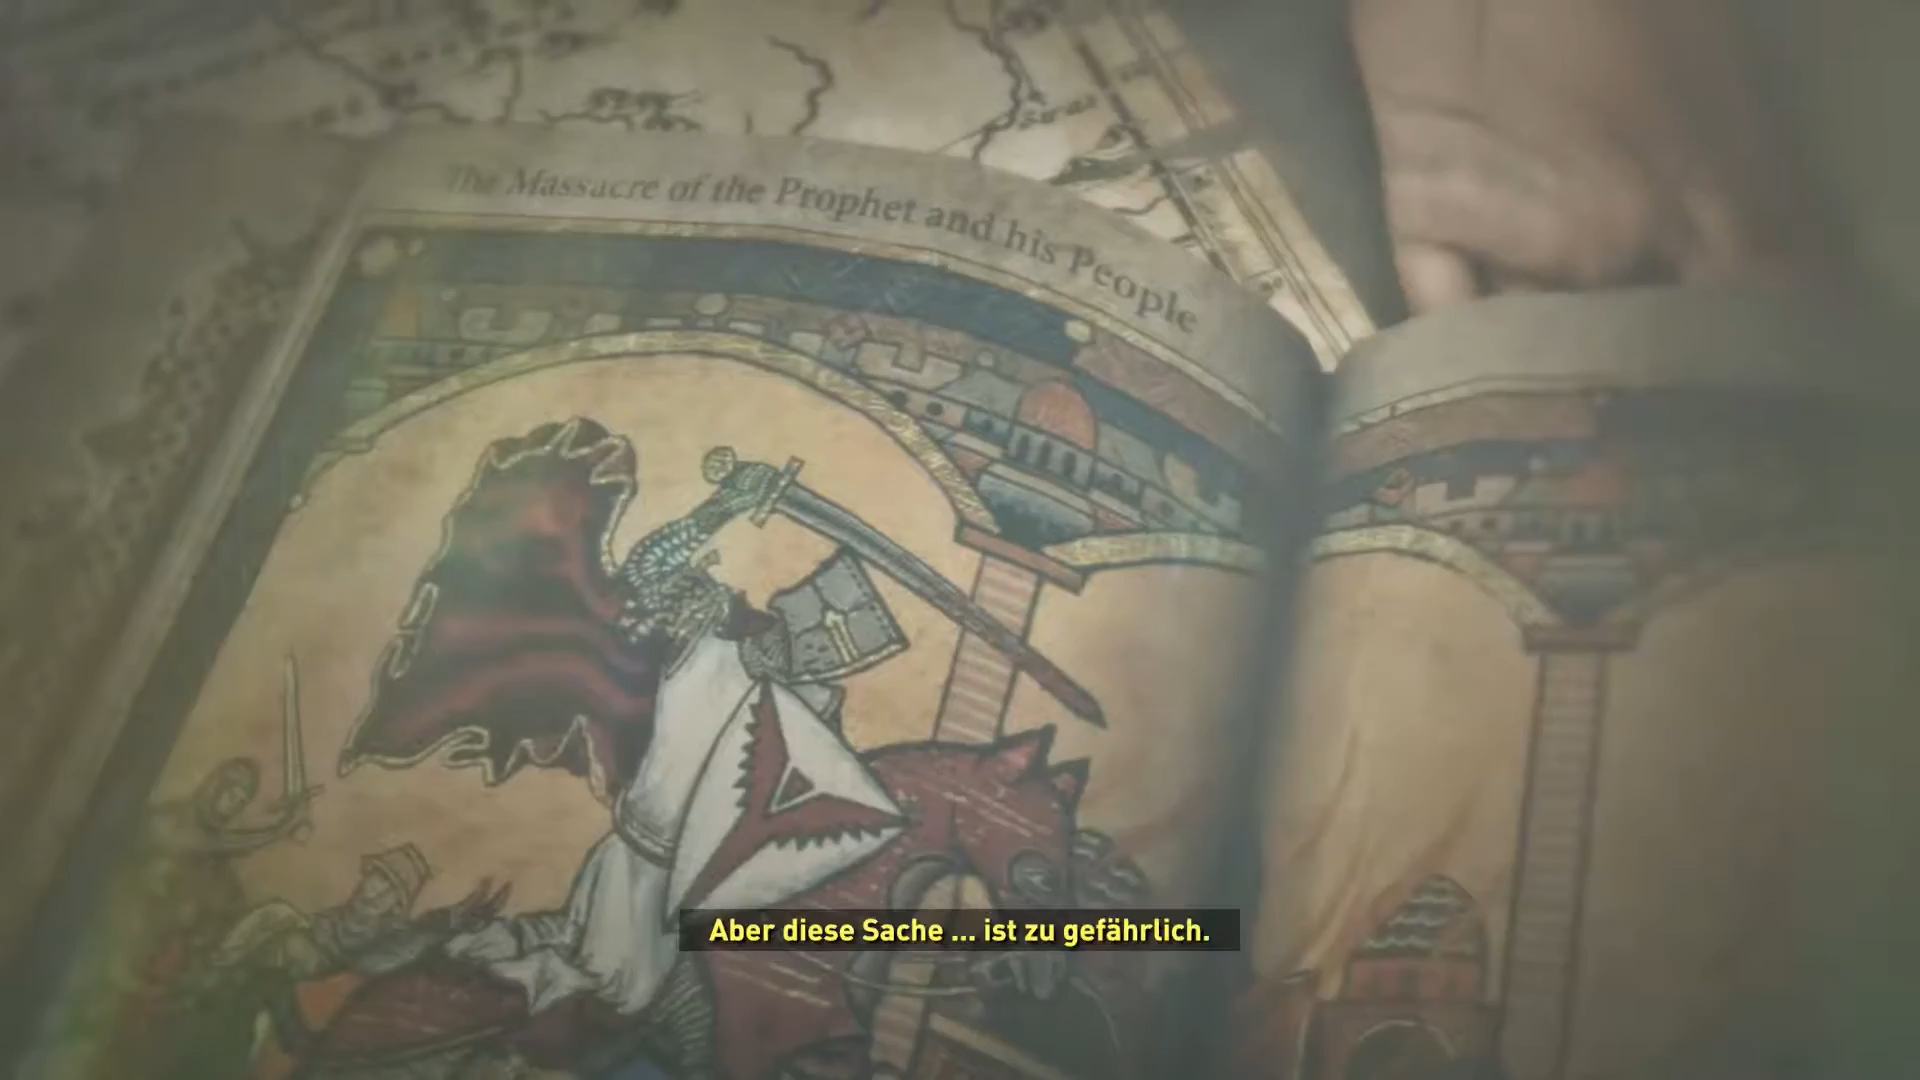 The Massacre of the Prophet and his People
Aber diese Sache ... ist zu gefährlich.